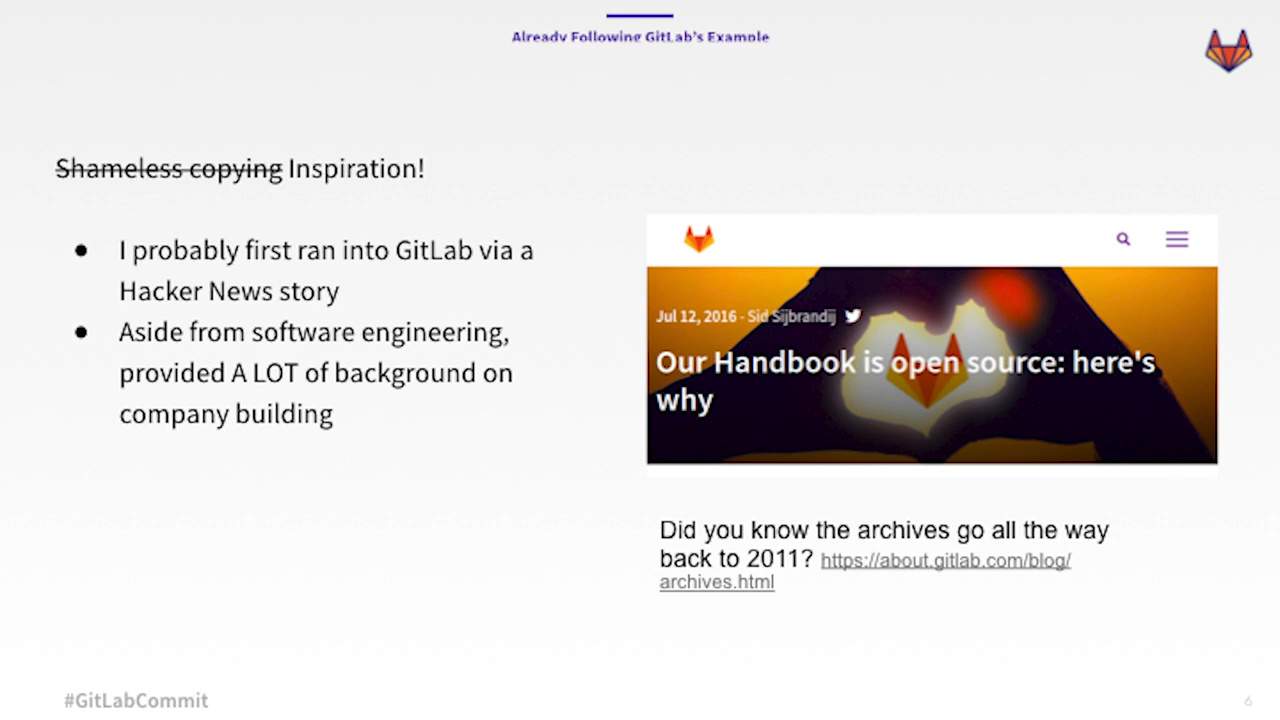 Already Following GitLab's Example
Shameless copying Inspiration!
● I probably first ran into GitLab via a
Hacker News story
● Aside from software engineering,
provided A LOT of background on
company building
Jul 12, 2016 - Sid Sijbrandij
Our Handbook is open source: here's
why
Did you know the archives go all the way
back to 2011? https://about.gitlab.com/blog/
archives.html
#GitLabCommit
6